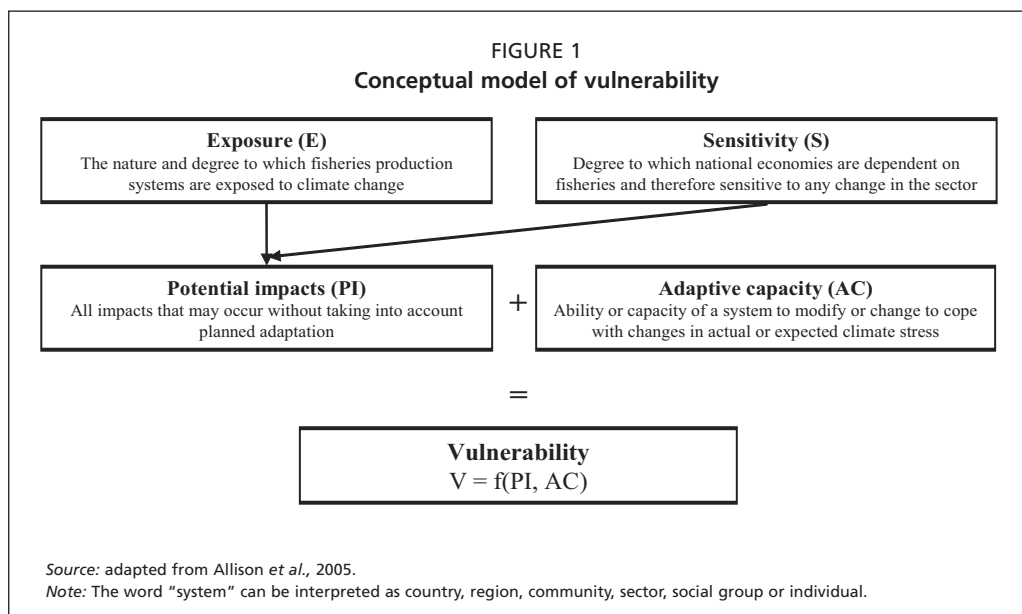 FIGURE 1
Conceptual model of vulnerability
Exposure (E)
The nature and degree to which fisheries production
systems are exposed to climate change
Sensitivity (S)
Degree to which national economies are dependent on
fisheries and therefore sensitive to any change in the sector
Potential impacts (PI)
All impacts that may occur without taking into account
planned adaptation
+
Adaptive capacity (AC)
Ability or capacity of a system to modify or change to cope
with changes in actual or expected climate stress
=
Vulnerability
V = f(PI, AC)
Source: adapted from Allison et al., 2005.
Note: The word “system” can be interpreted as country, region, community, sector, social group or individual.